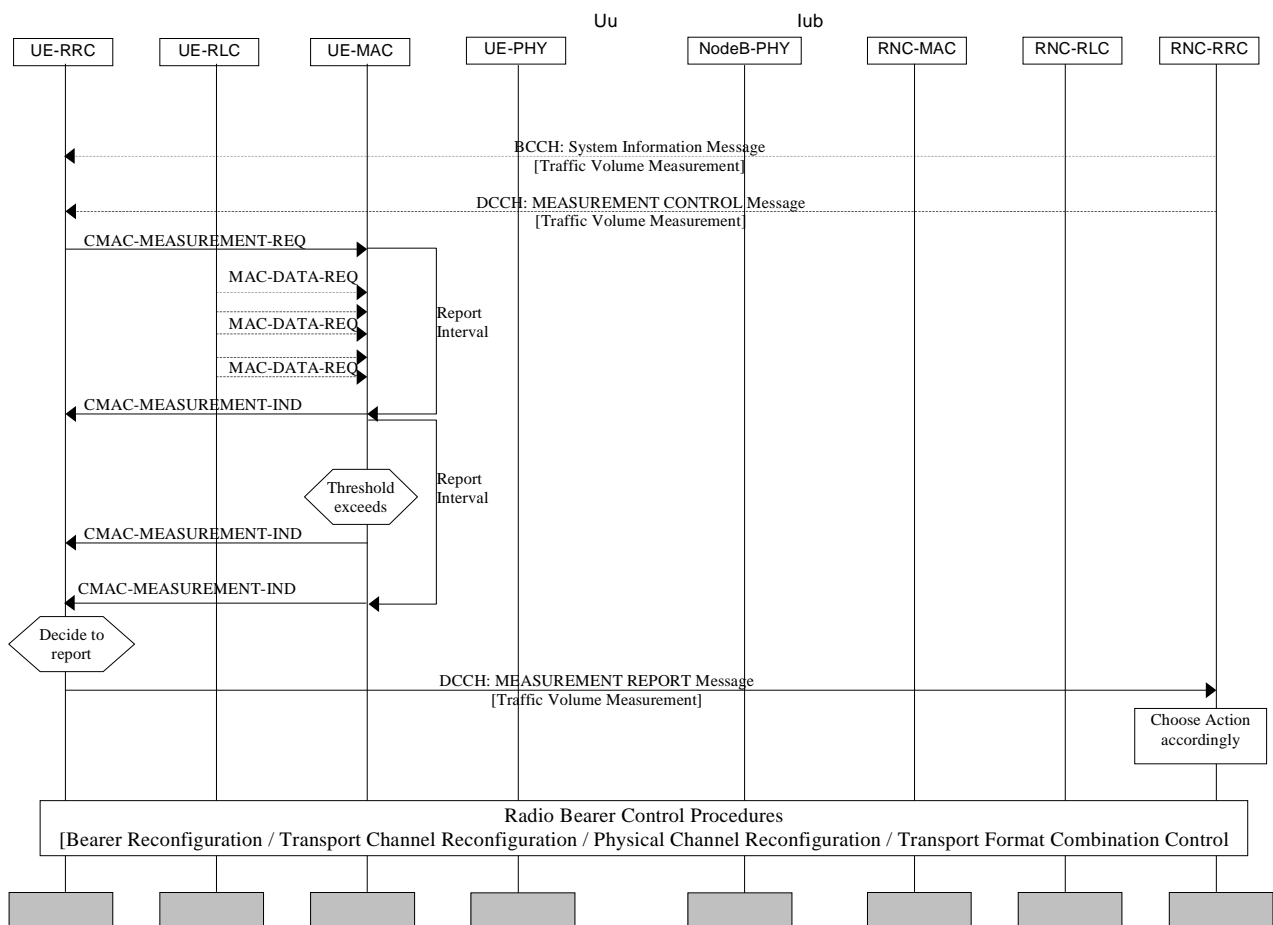 Uu Iub
UE-RRC UE-RLC UE-MAC UE-PHY NodeB-PHY RNC-MAC RNC-RLC RNC-RRC
BCCH: System Information Message
[Traffic Volume Measurement]
DCCH: MEASUREMENT CONTROL Message
[Traffic Volume Measurement]
CMAC-MEASUREMENT-REQ
MAC-DATA-REQ
Report
Interval
MAC-DATA-REQ
MAC-DATA-REQ
CMAC-MEASUREMENT-IND
Report
Interval
Threshold
exceeds
CMAC-MEASUREMENT-IND
CMAC-MEASUREMENT-IND
Decide to
report
DCCH: MEASUREMENT REPORT Message
[Traffic Volume Measurement]
Choose Action
accordingly
Radio Bearer Control Procedures
[Bearer Reconfiguration / Transport Channel Reconfiguration / Physical Channel Reconfiguration / Transport Format Combination Control